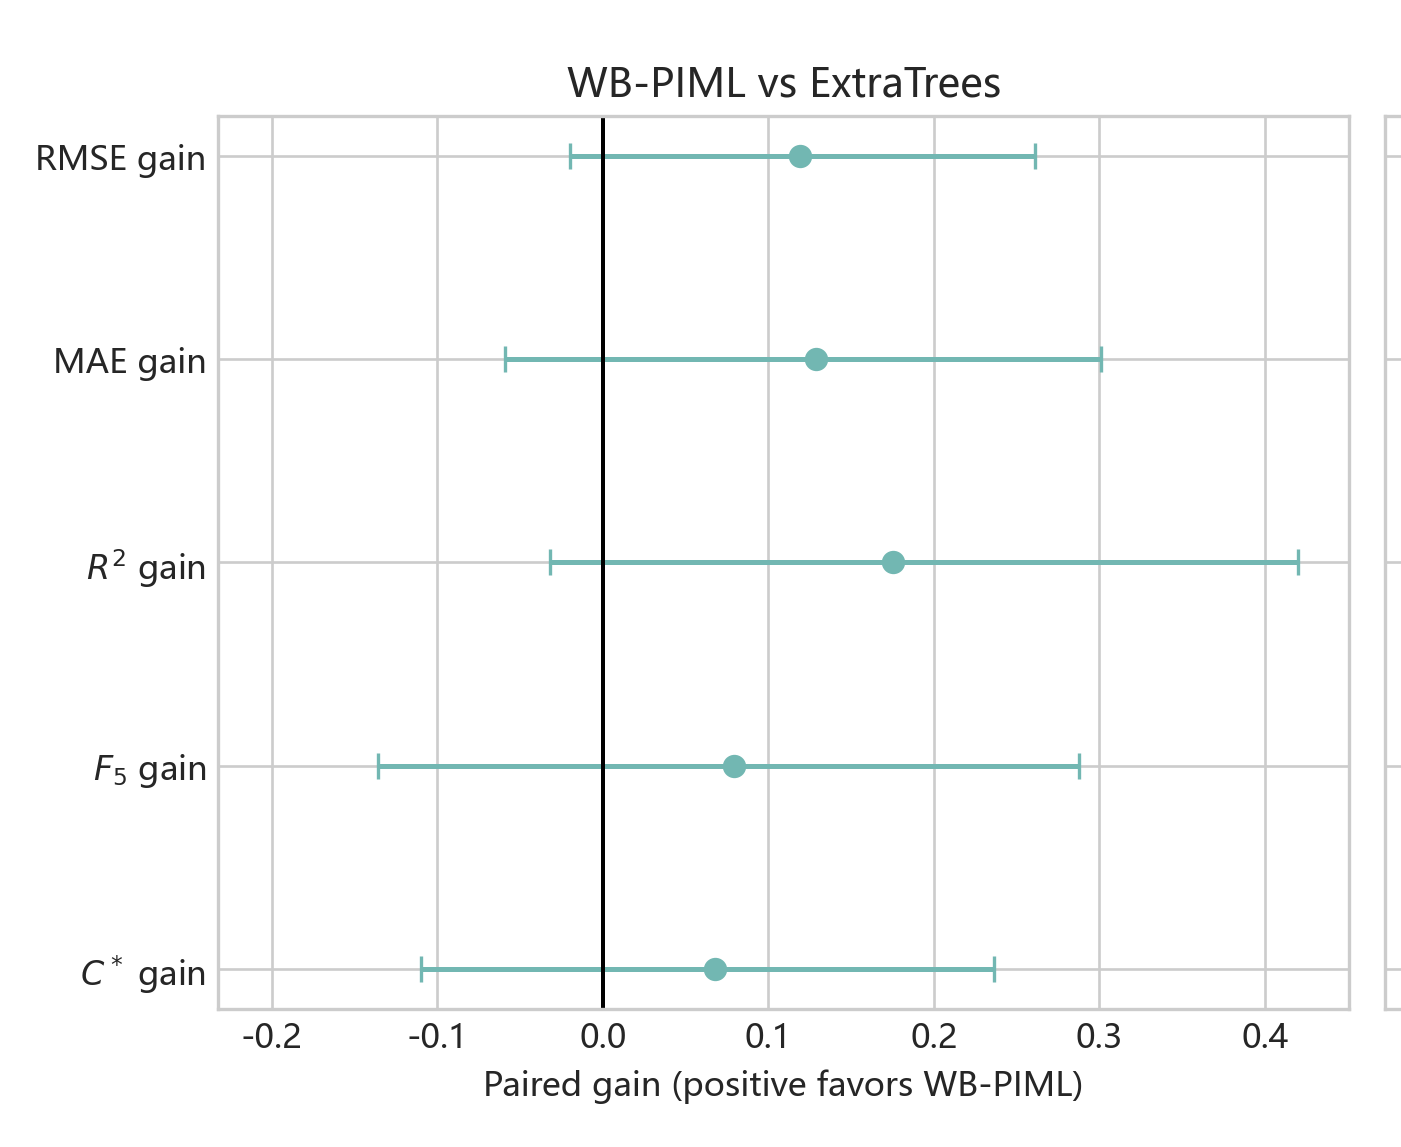 WB-PIML vs ExtraTrees
RMSE gain
MAE gain
R² gain
F₅ gain
C* gain
-0.2 -0.1 0.0 0.1 0.2 0.3 0.4
Paired gain (positive favors WB-PIML)